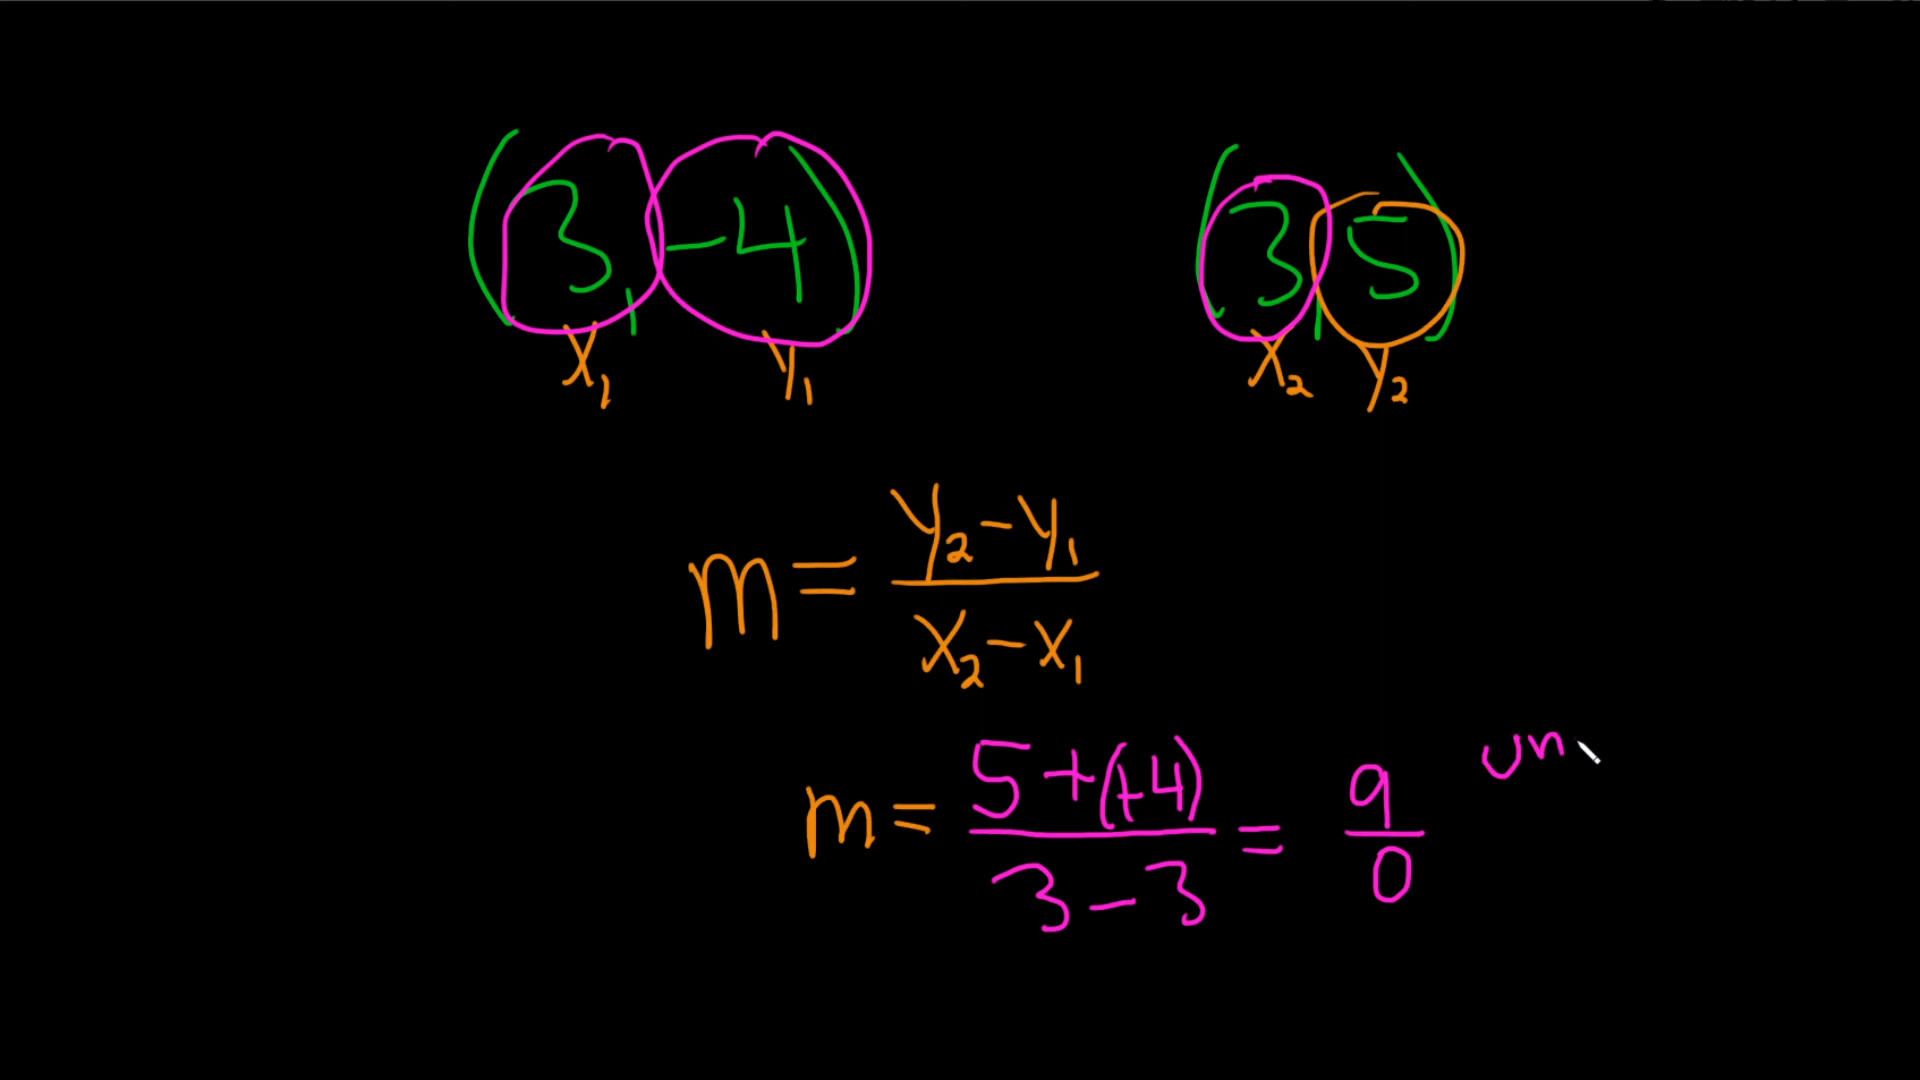 (3, -4) (3, 5)
x₁ y₁ x₂ y₂
m = y₂ - y₁ / x₂ - x₁
m = 5 + (+4) / 3 - 3 = 9 / 0 un